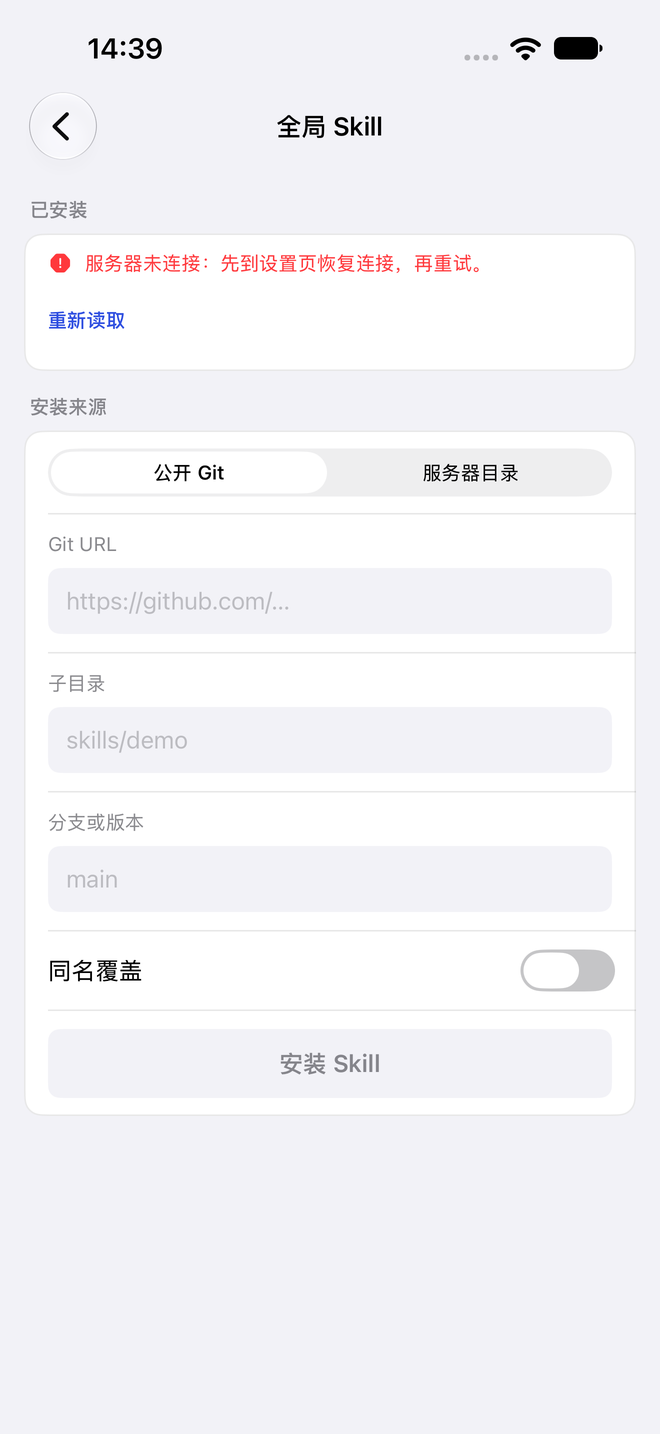 14:39
全局 Skill
已安装
服务器未连接：先到设置页恢复连接，再重试。
重新读取
安装来源
公开 Git
服务器目录
Git URL
https://github.com/...
子目录
skills/demo
分支或版本
main
同名覆盖
安装 Skill